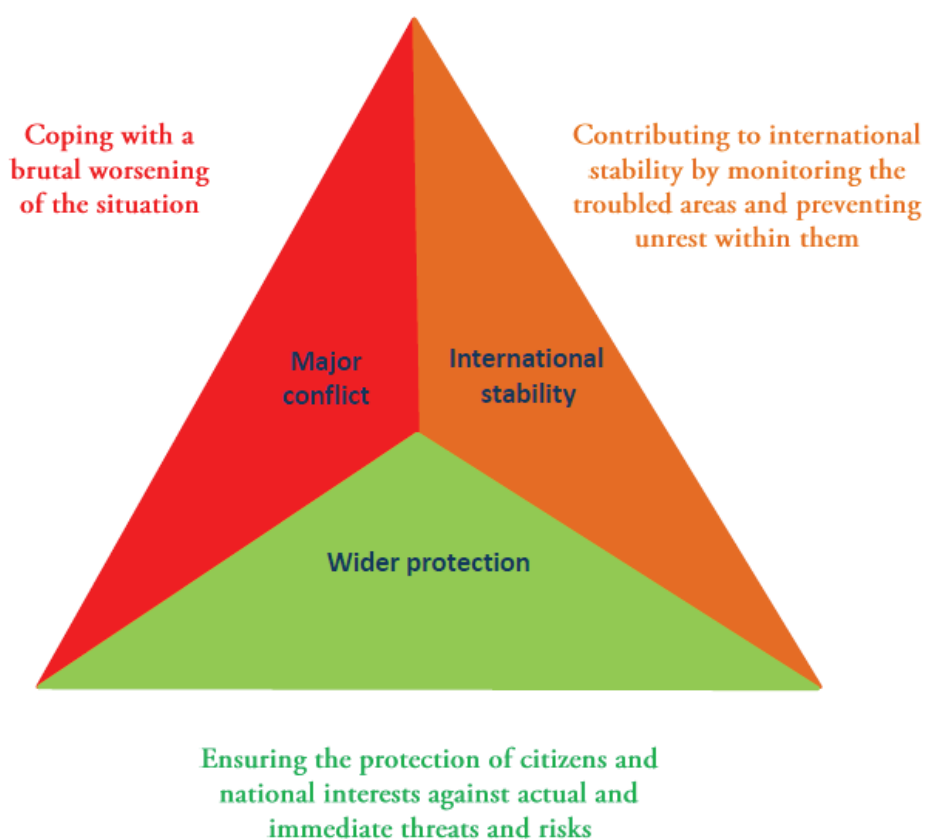 Coping with a
brutal worsening
of the situation
Contributing to international
stability by monitoring the
troubled areas and preventing
unrest within them
Major
conflict
International
stability
Wider protection
Ensuring the protection of citizens and
national interests against actual and
immediate threats and risks